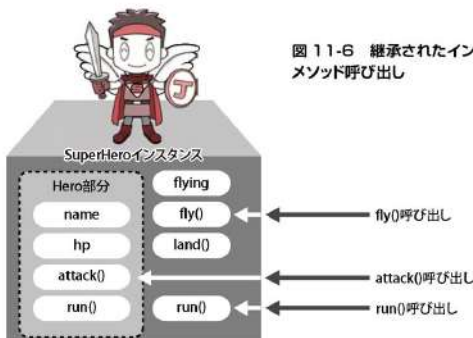 図 11-6 継承されたイン
メソッド呼び出し
J
SuperHeroインスタンス
Hero部分
name
hp
attack()
run()
flying
fly()
land()
run()
fly()呼び出し
attack()呼び出し
run()呼び出し